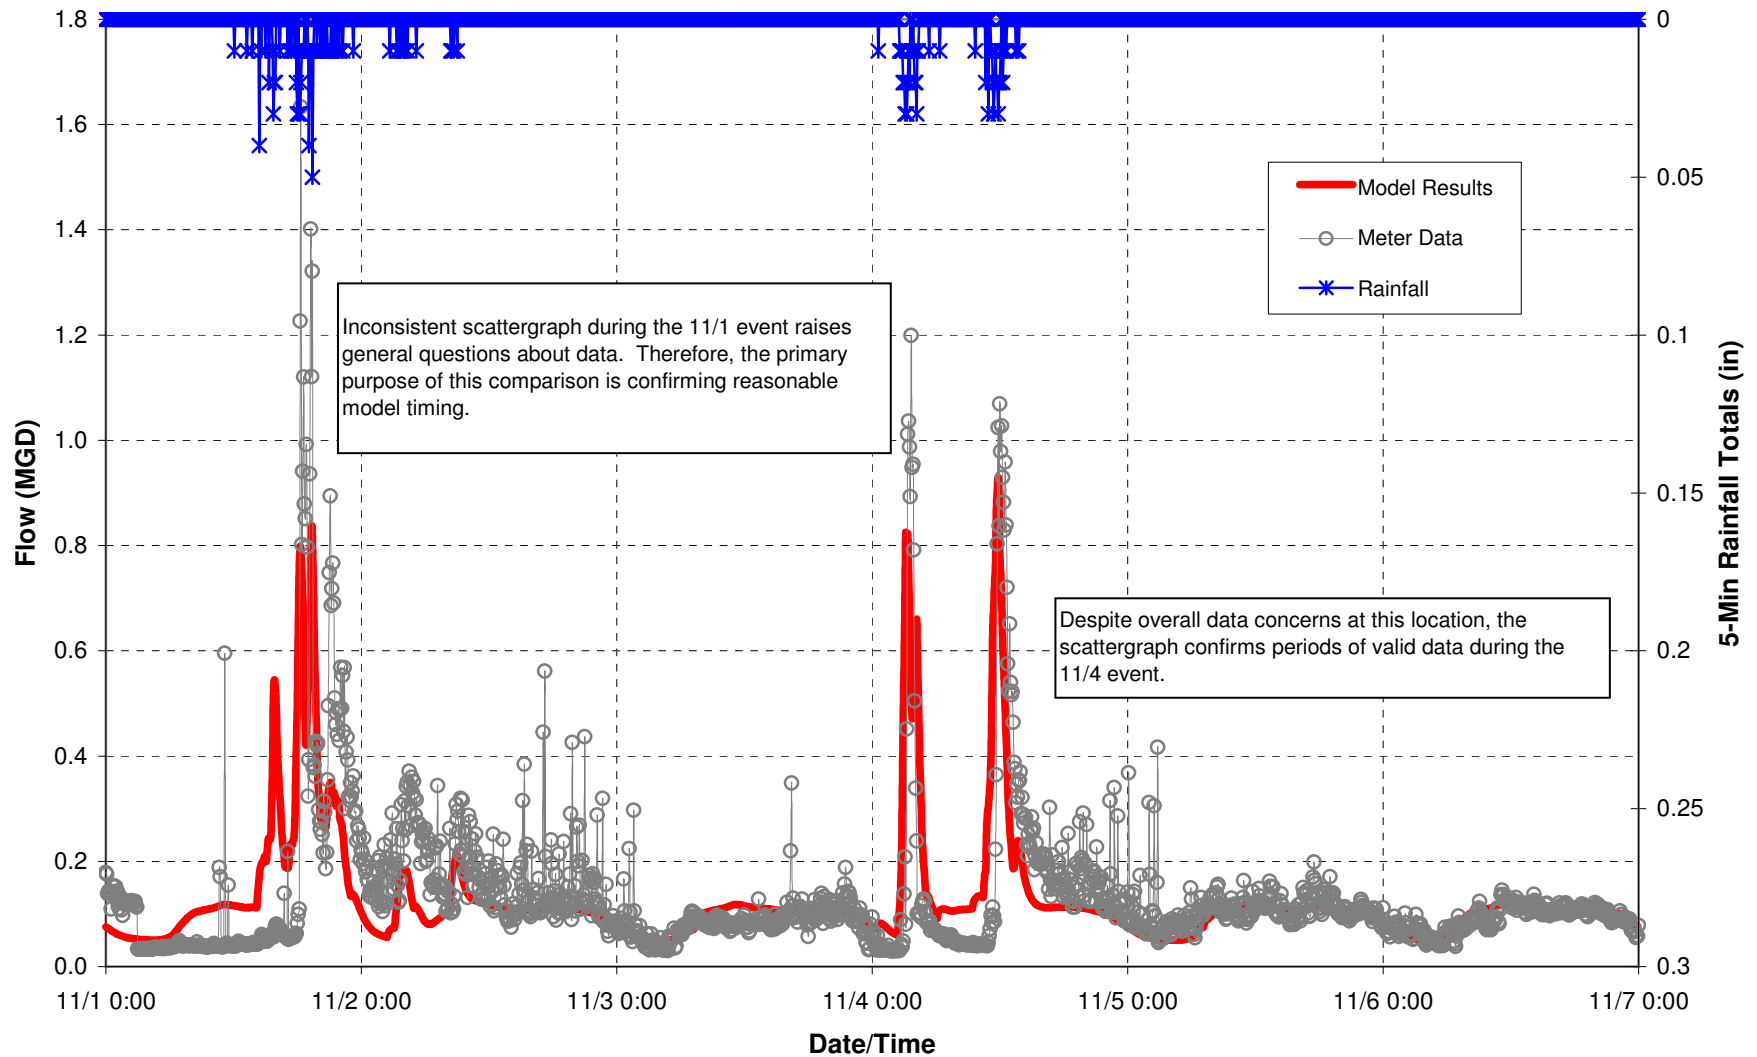 1.8
1.6
1.4
1.2
1.0
0.8
0.6
0.4
0.2
0.0
Flow (MGD)
0
0.05
0.1
0.15
0.2
0.25
0.3
5-Min Rainfall Totals (in)
Model Results
Meter Data
Rainfall
Inconsistent scattergraph during the 11/1 event raises
general questions about data.  Therefore, the primary
purpose of this comparison is confirming reasonable
model timing.
Despite overall data concerns at this location, the
scattergraph confirms periods of valid data during the
11/4 event.
11/1 0:00
11/2 0:00
11/3 0:00
11/4 0:00
11/5 0:00
11/6 0:00
11/7 0:00
Date/Time